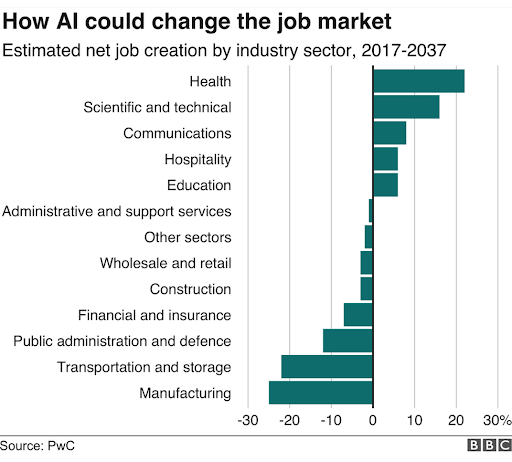 How AI could change the job market
Estimated net job creation by industry sector, 2017-2037
Health
Scientific and technical
Communications
Hospitality
Education
Administrative and support services
Other sectors
Wholesale and retail
Construction
Financial and insurance
Public administration and defence
Transportation and storage
Manufacturing
-30 -20 -10 0 10 20 30%
Source: PwC BBC